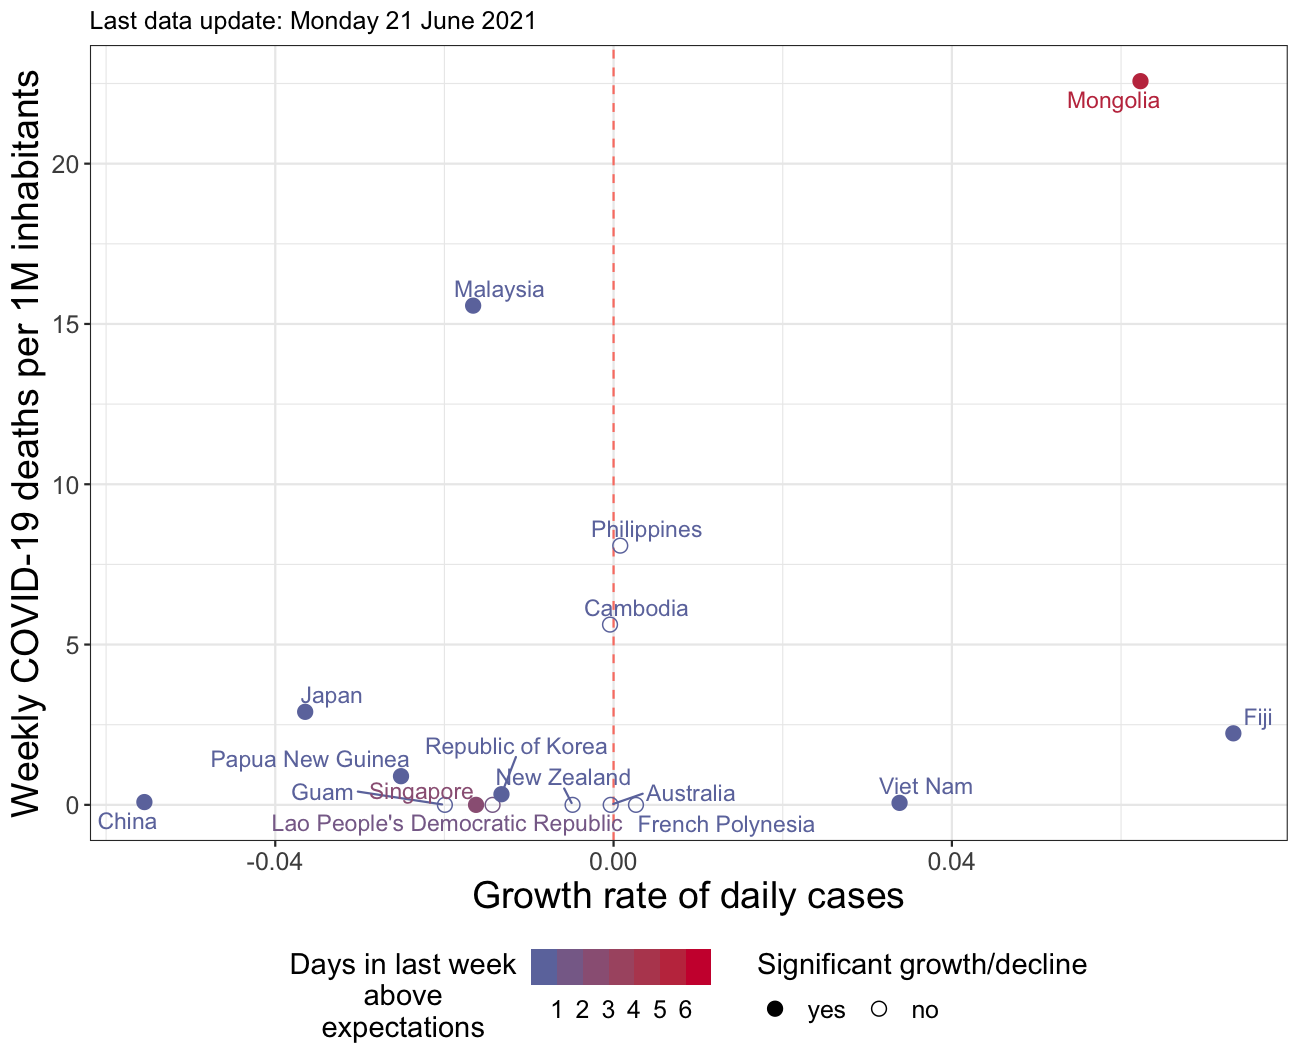 Last data update: Monday 21 June 2021
Weekly COVID-19 deaths per 1M inhabitants
20
15
10
5
0
Mongolia
Malaysia
Philippines
Cambodia
Japan
Fiji
Republic of Korea
Papua New Guinea
New Zealand
Viet Nam
Guam
Singapore
Australia
China
Lao People's Democratic Republic
French Polynesia
-0.04
0.00
0.04
Growth rate of daily cases
Days in last week
above
expectations
1 2 3 4 5 6
Significant growth/decline
yes no